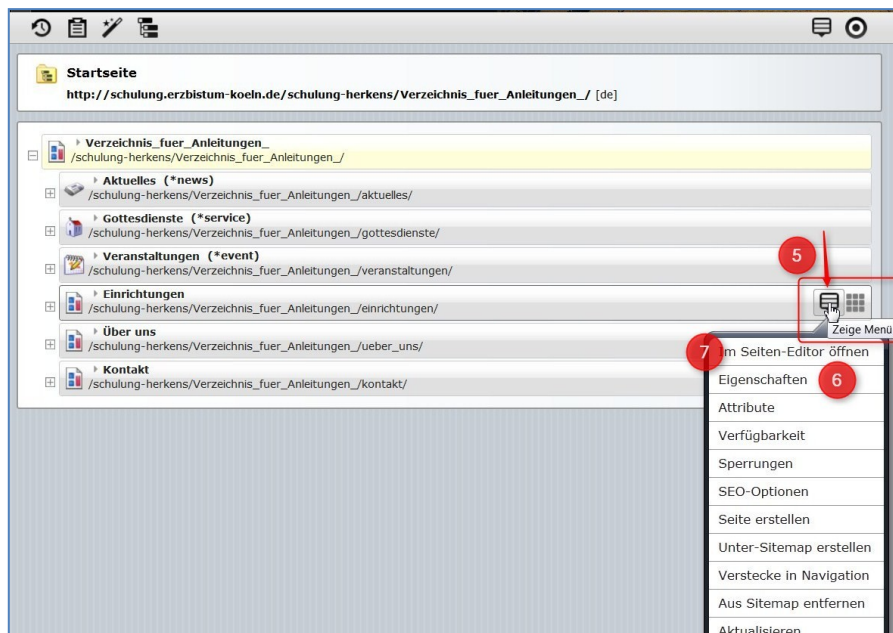 Startseite
http://schulung.erzbistum-koeln.de/schulung-herkens/Verzeichnis_fuer_Anleitungen_/ [de]
Verzeichnis_fuer_Anleitungen_
/schulung-herkens/Verzeichnis_fuer_Anleitungen_/
Aktuelles (*news)
/schulung-herkens/Verzeichnis_fuer_Anleitungen_/aktuelles/
Gottesdienste (*service)
/schulung-herkens/Verzeichnis_fuer_Anleitungen_/gottesdienste/
Veranstaltungen (*event)
/schulung-herkens/Verzeichnis_fuer_Anleitungen_/veranstaltungen/
5
Einrichtungen
/schulung-herkens/Verzeichnis_fuer_Anleitungen_/einrichtungen/
Zeige Menü
Über uns
/schulung-herkens/Verzeichnis_fuer_Anleitungen_/ueber_uns/
Kontakt
/schulung-herkens/Verzeichnis_fuer_Anleitungen_/kontakt/
7 Im Seiten-Editor öffnen
Eigenschaften 6
Attribute
Verfügbarkeit
Sperrungen
SEO-Optionen
Seite erstellen
Unter-Sitemap erstellen
Verstecke in Navigation
Aus Sitemap entfernen
Aktualisieren